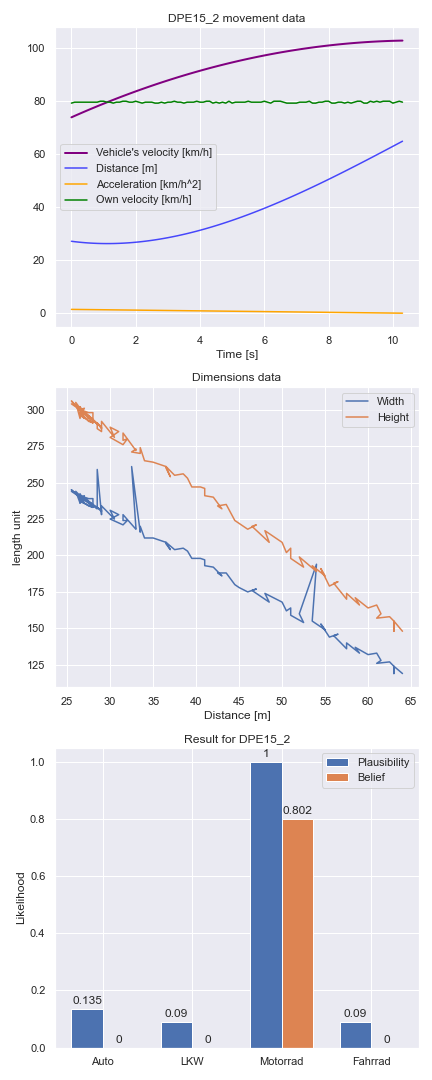 DPE15_2 movement data
100
80
60
40
20
0
Vehicle's velocity [km/h]
Distance [m]
Acceleration [km/h^2]
Own velocity [km/h]
0 2 4 6 8 10
Time [s]
Dimensions data
300
275
250
225
200
175
150
125
length unit
Width
Height
25 30 35 40 45 50 55 60 65
Distance [m]
Result for DPE15_2
1.0
0.8
0.6
0.4
0.2
0.0
Likelihood
Plausibility
Belief
1
0.802
0.135
0
0.09
0
0.09
0
Auto LKW Motorrad Fahrrad